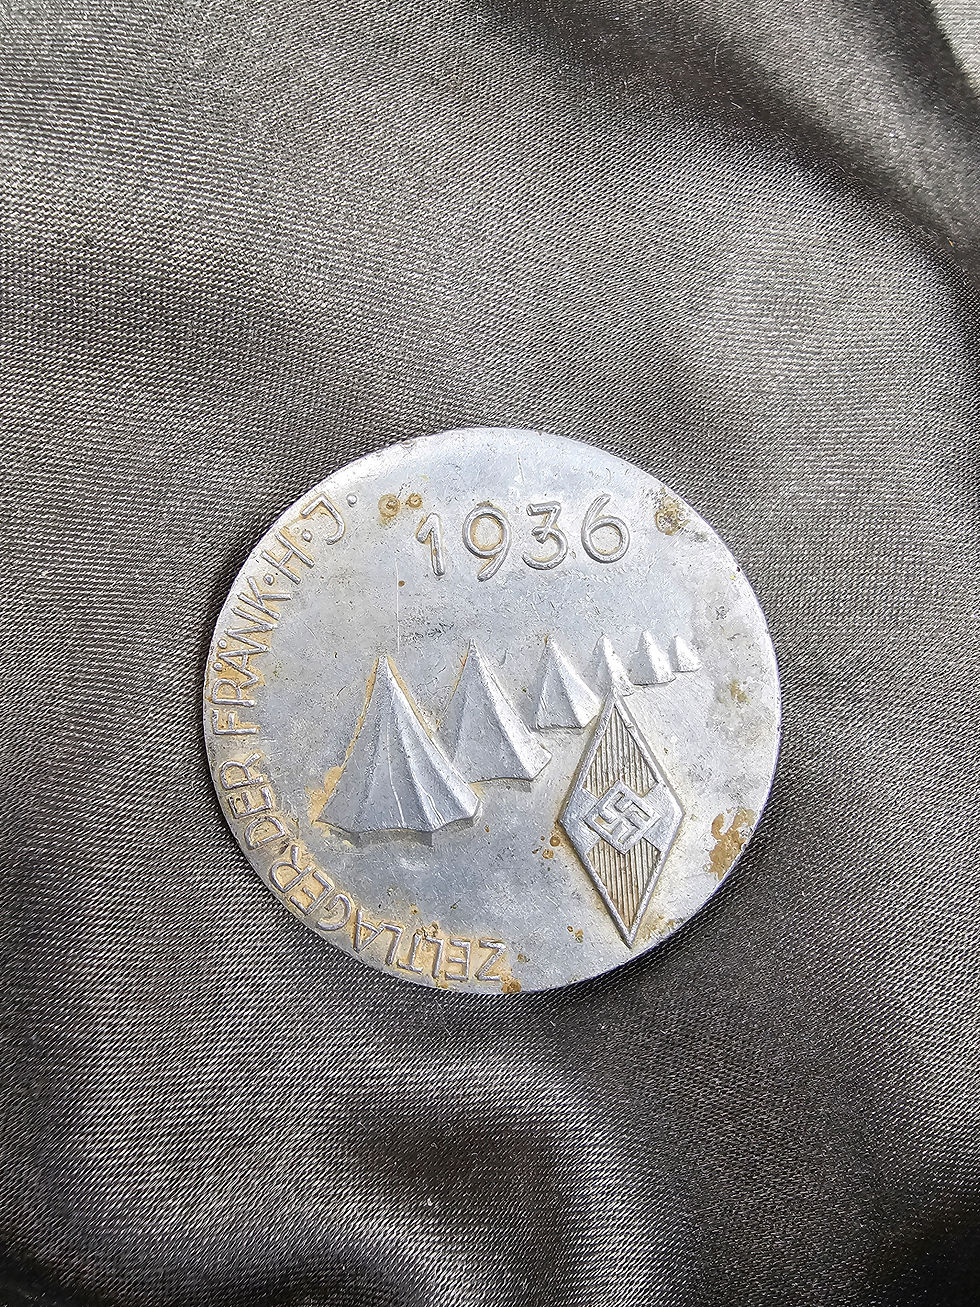 1936
ZELTLAGER DER FRÄNK·H·J·